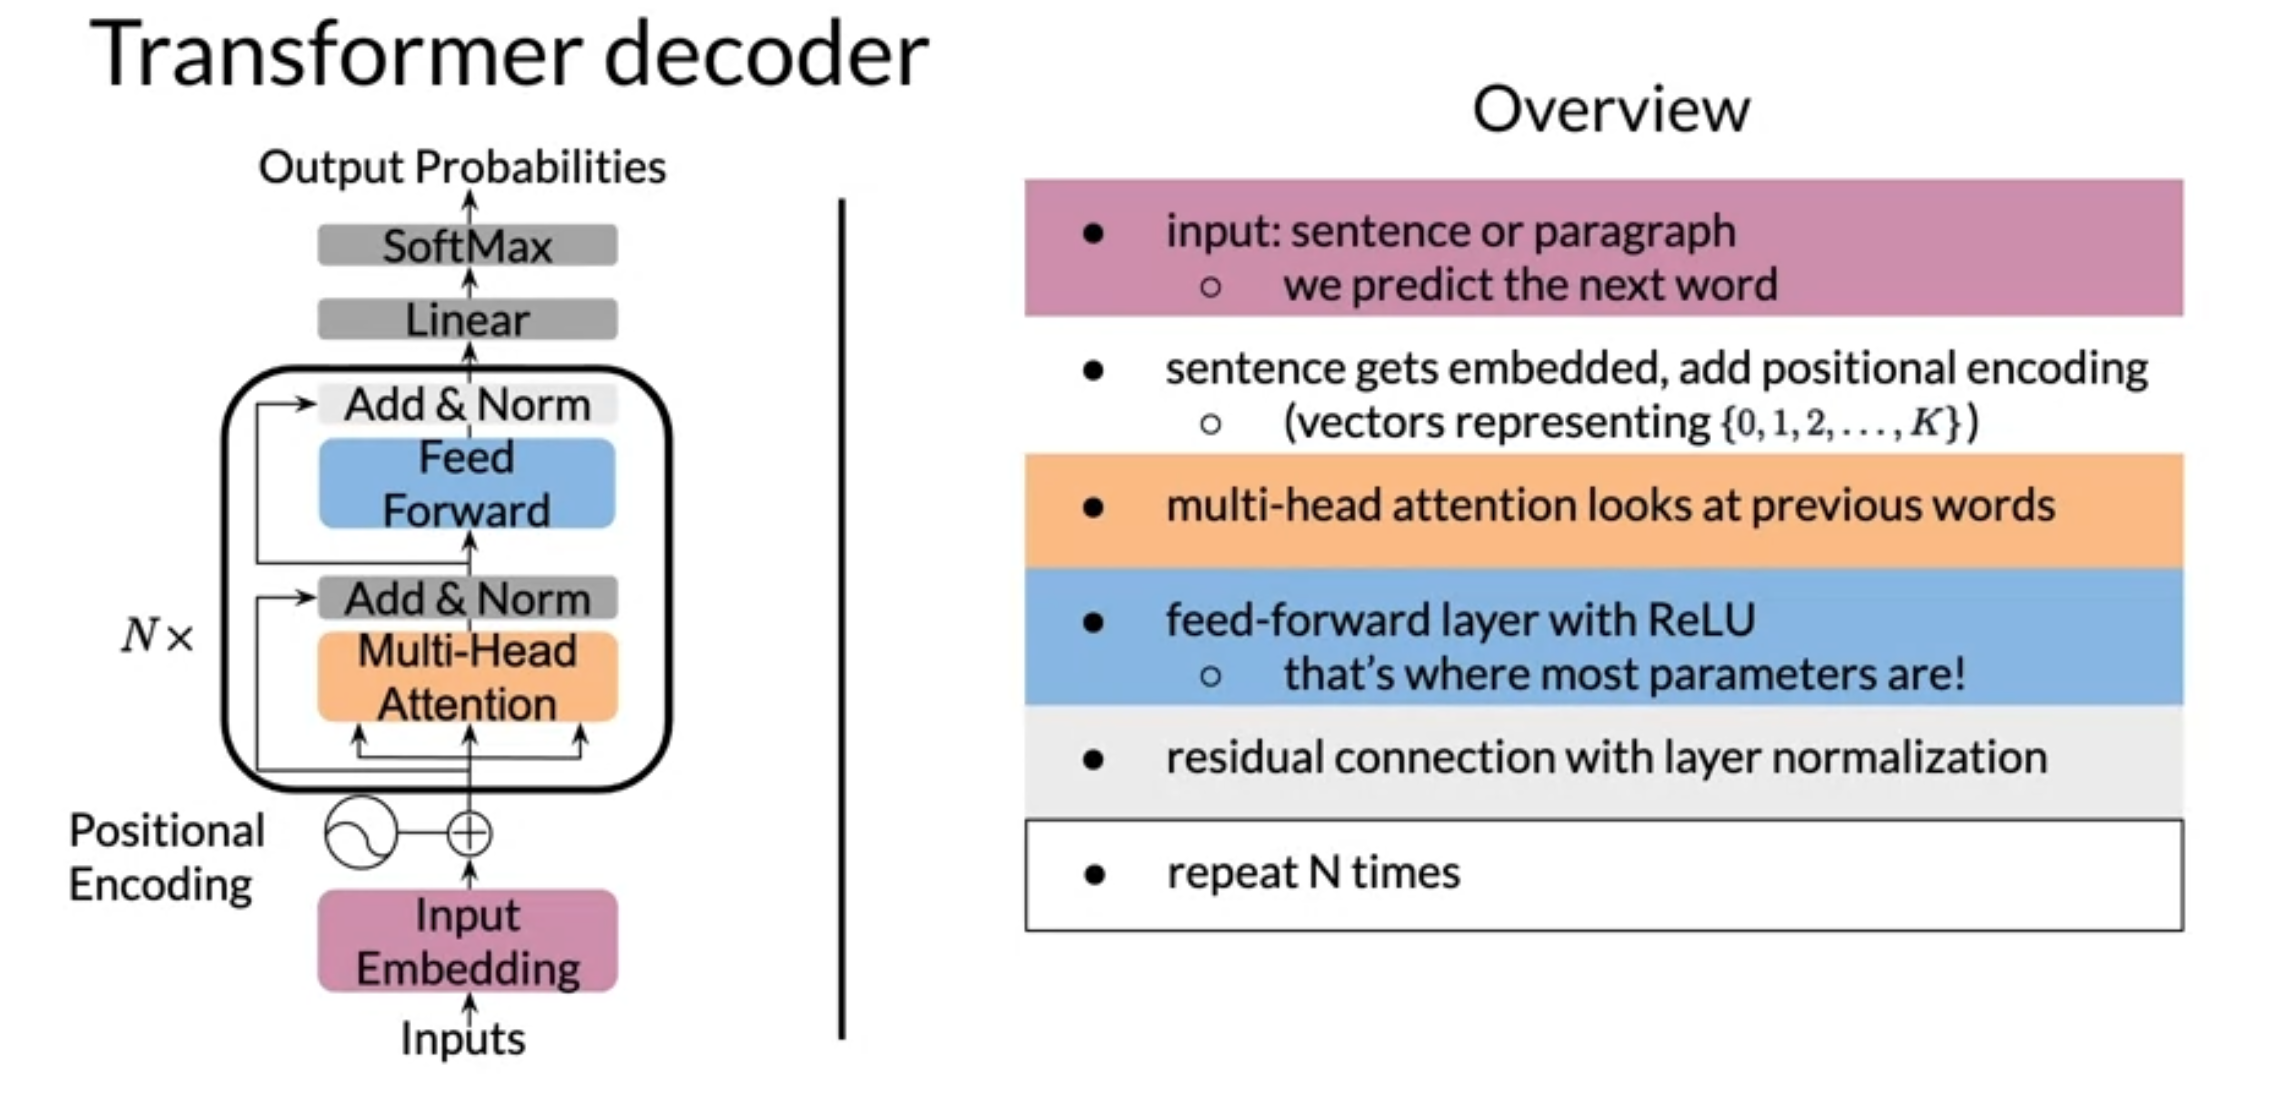 Transformer decoder
Output Probabilities
SoftMax
Linear
Add & Norm
Feed
Forward
Add & Norm
N×
Multi-Head
Attention
Positional
Encoding
Input
Embedding
Inputs
Overview
● input: sentence or paragraph
○ we predict the next word
● sentence gets embedded, add positional encoding
○ (vectors representing {0, 1, 2, . . . , K})
● multi-head attention looks at previous words
● feed-forward layer with ReLU
○ that's where most parameters are!
● residual connection with layer normalization
● repeat N times